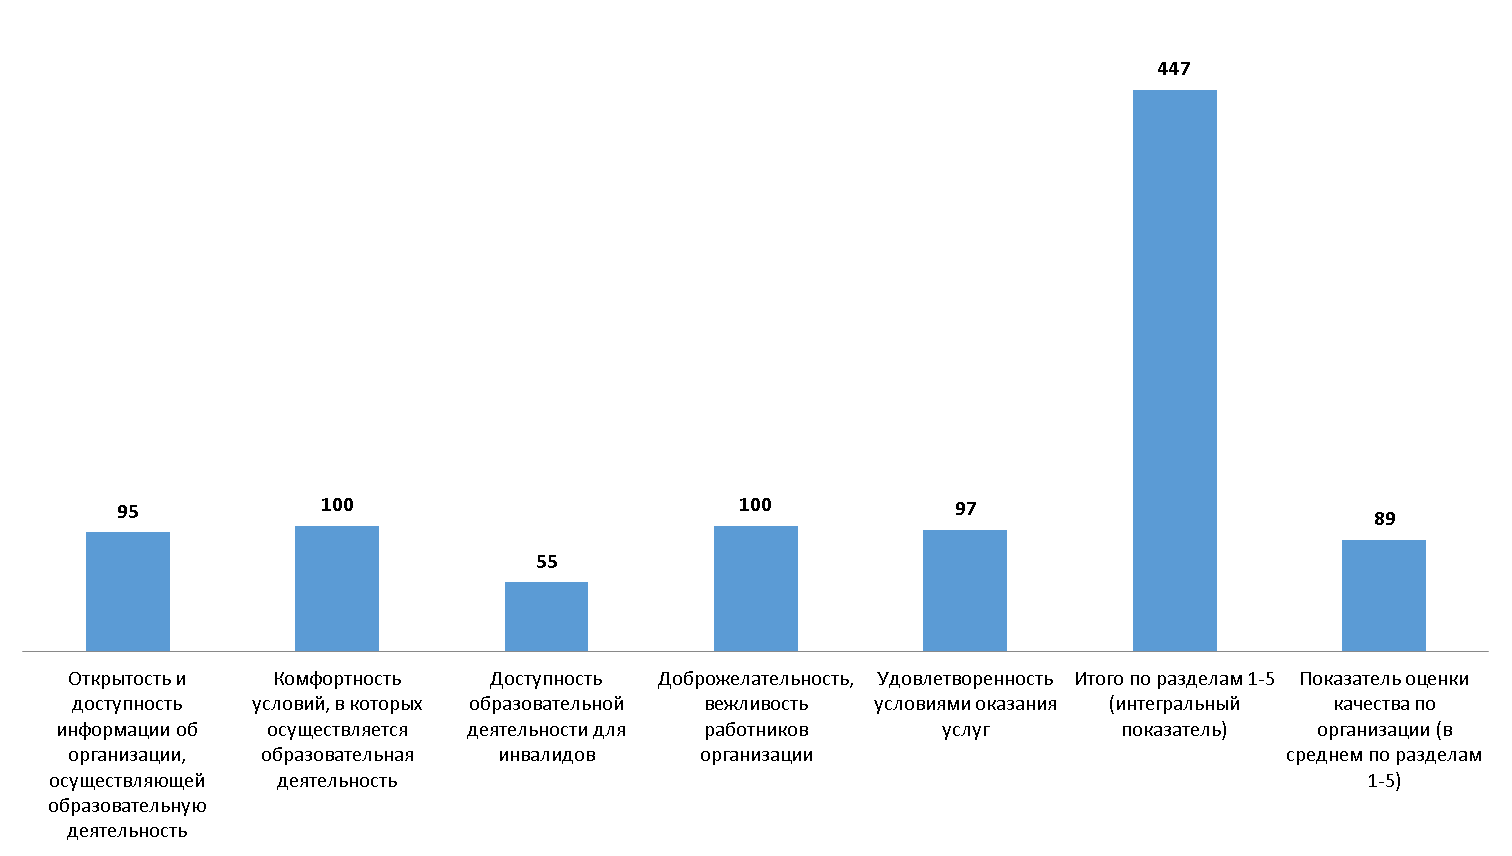 447
95
100
55
100
97
89
Открытость и
доступность
информации об
организации,
осуществляющей
образовательную
деятельность
Комфортность
условий, в которых
осуществляется
образовательная
деятельность
Доступность
образовательной
деятельности для
инвалидов
Доброжелательность,
вежливость
работников
организации
Удовлетворенность
условиями оказания
услуг
Итого по разделам 1-5
(интегральный
показатель)
Показатель оценки
качества по
организации (в
среднем по разделам
1-5)